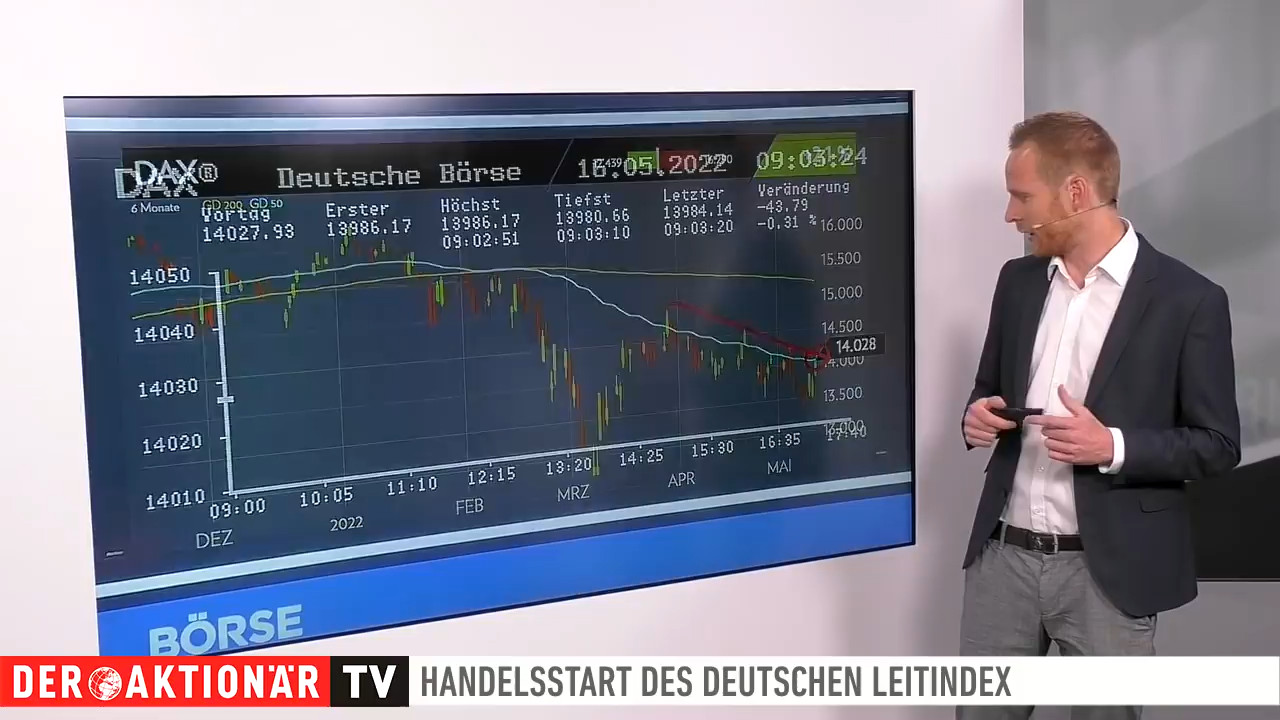 DAX®
Deutsche Börse
16.05.2022
09:03:24
6 Monate
GD 200 GD 50
Vortag
14027.93
Erster
13986.17
Höchst
13986.17
09:02:51
Tiefst
13980.66
09:03:10
Letzter
13984.14
09:03:20
Veränderung
-43.79
-0.31 %
14050
14040
14030
14020
14010
16.000
15.500
15.000
14.500
14.028
14.000
13.500
13.000
09:00
10:05
11:10
12:15
13:20
14:25
15:30
16:35
17:40
DEZ
2022
FEB
MRZ
APR
MAI
BÖRSE
DER AKTIONÄR TV
HANDELSSTART DES DEUTSCHEN LEITINDEX